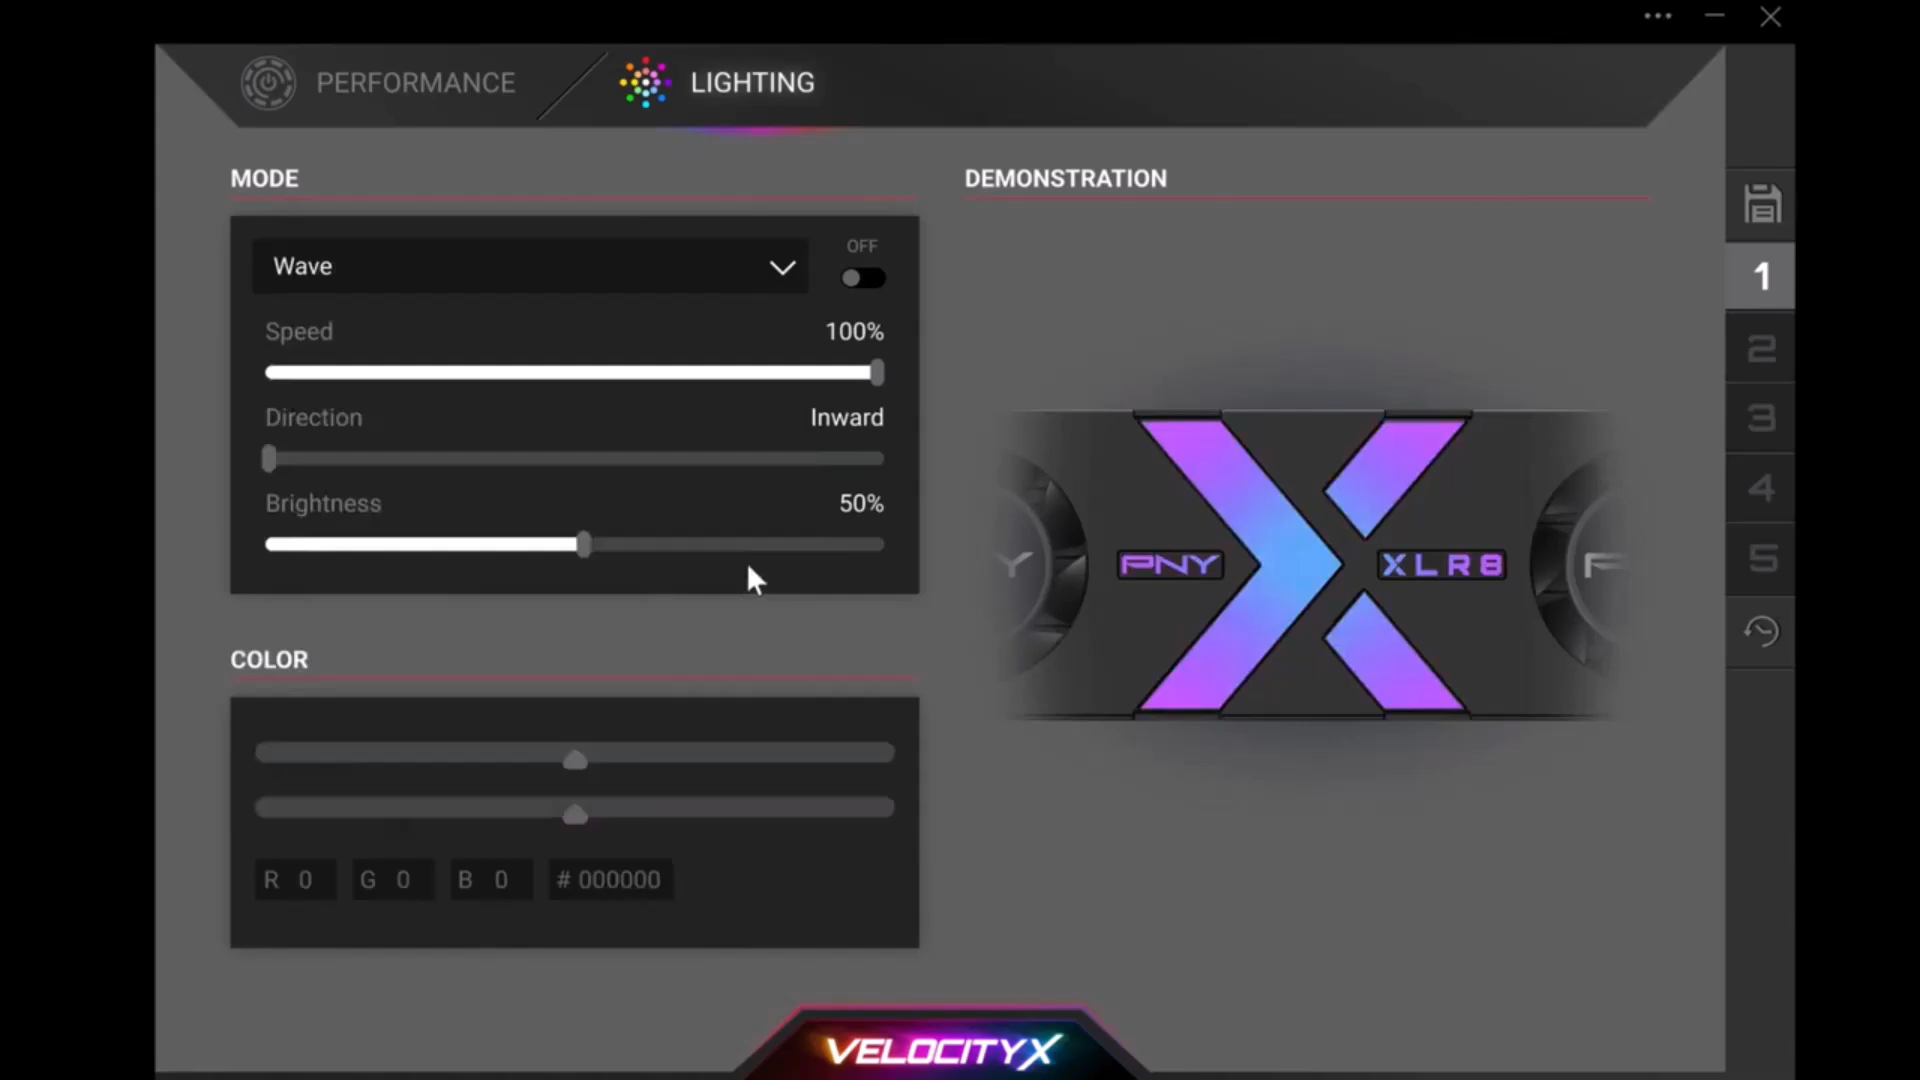 PERFORMANCE
LIGHTING
MODE
Wave
OFF
Speed
100%
Direction
Inward
Brightness
50%
COLOR
R 0
G 0
B 0
# 000000
DEMONSTRATION
PNY
XLR8
Y
P
1
2
3
4
5
VELOCITYX